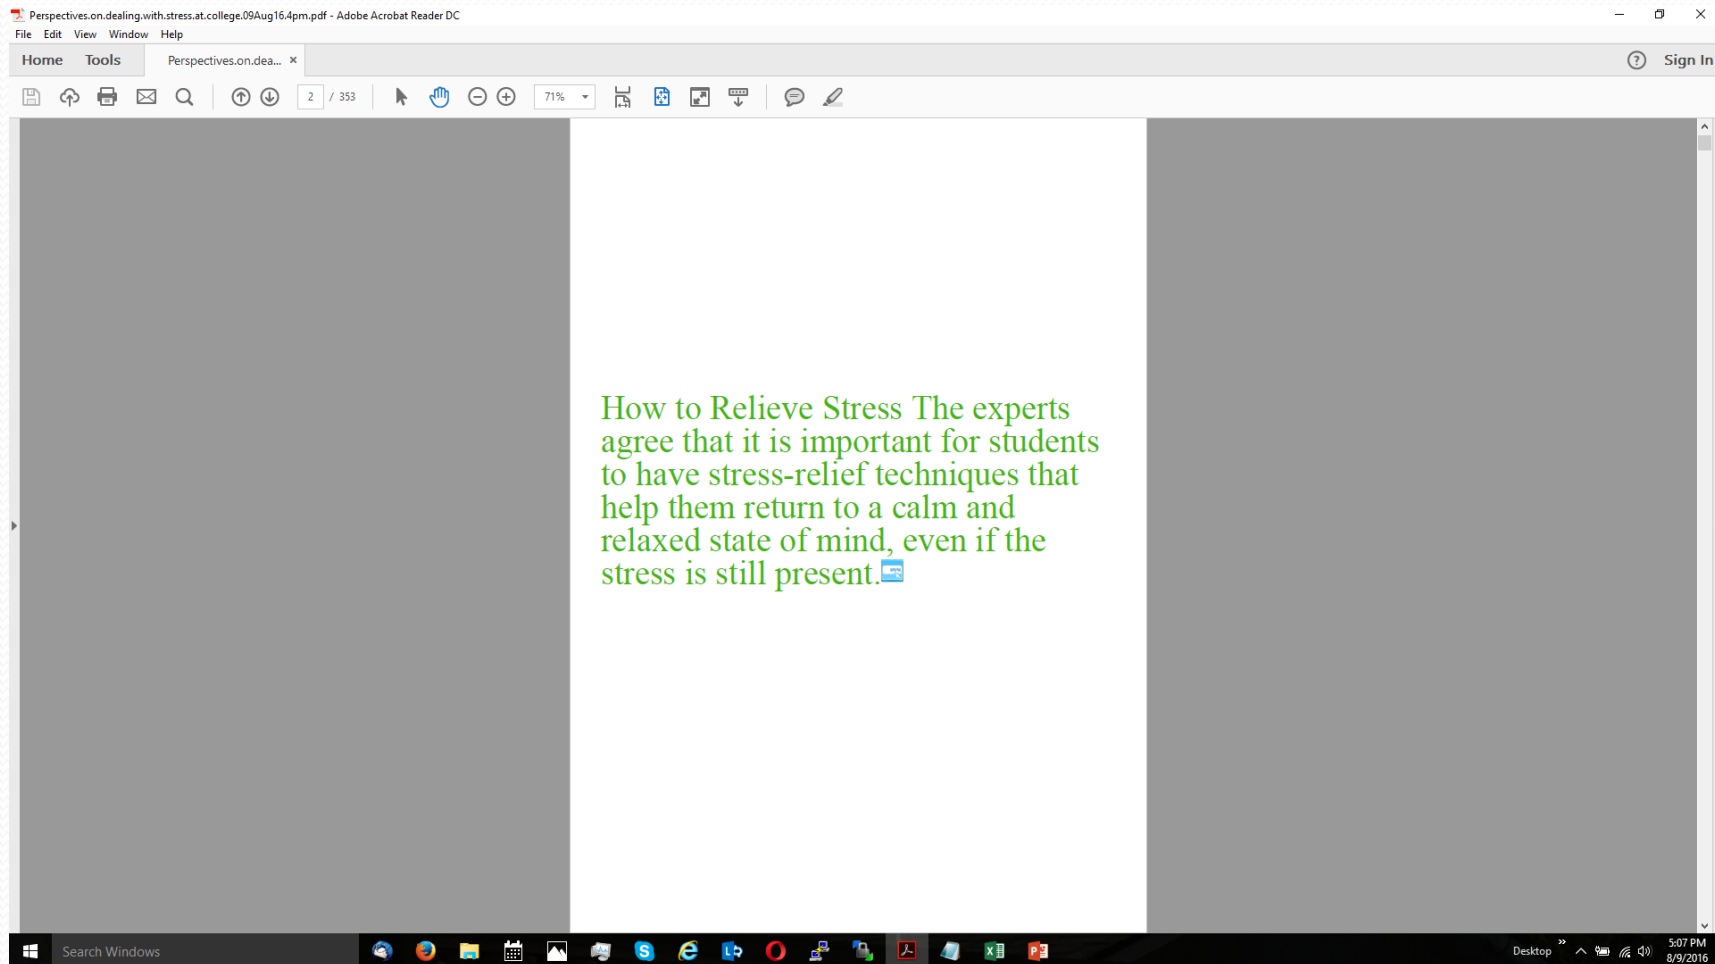 Perspectives.on.dealing.with.stress.at.college.09Aug16.4pm.pdf - Adobe Acrobat Reader DC
File Edit View Window Help
Home Tools Perspectives.on.dea... × ? Sign In
2 / 353 71%
How to Relieve Stress The experts
agree that it is important for students
to have stress-relief techniques that
help them return to a calm and
relaxed state of mind, even if the
stress is still present.
Search Windows
Desktop
5:07 PM
8/9/2016